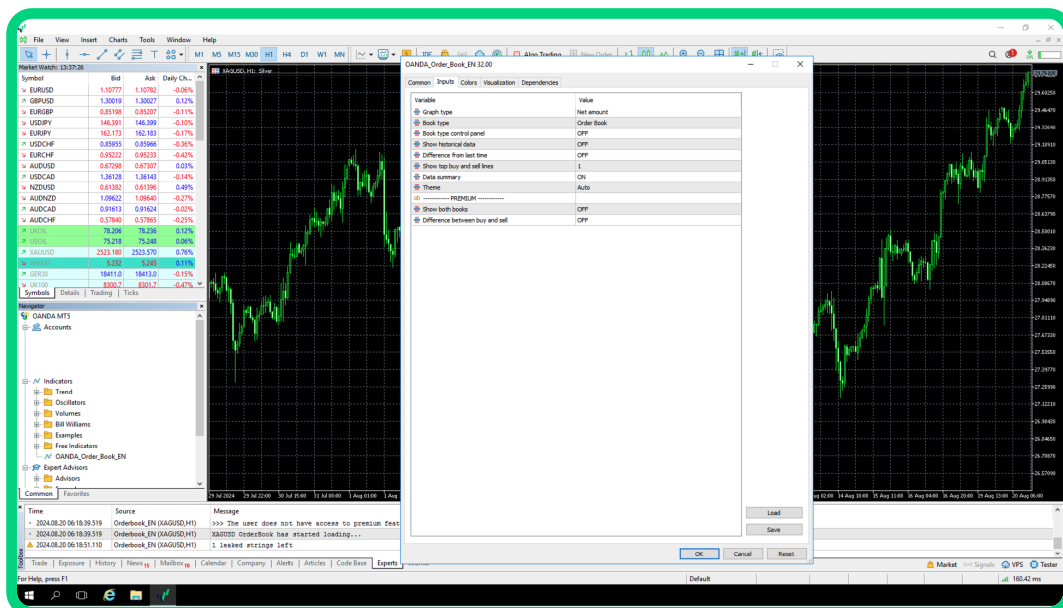 File View Insert Charts Tools Window Help
M1 M5 M15 M30 H1 H4 D1 W1 MN IDE Algo Trading New Order
Market Watch: 13:37:26
Symbol Bid Ask Daily Ch...
EURUSD 1.10777 1.10782 -0.06%
GBPUSD 1.30019 1.30027 0.12%
EURGBP 0.85198 0.85207 -0.11%
USDJPY 146.391 146.399 -0.10%
EURJPY 162.173 162.183 -0.17%
USDCHF 0.85955 0.85966 -0.36%
EURCHF 0.95222 0.95233 -0.42%
AUDUSD 0.67298 0.67307 0.03%
USDCAD 1.36128 1.36143 -0.14%
NZDUSD 0.61382 0.61396 0.49%
AUDNZD 1.09622 1.09640 -0.27%
AUDCAD 0.91613 0.91624 -0.02%
AUDCHF 0.57840 0.57865 -0.25%
UKOIL 78.206 78.236 0.12%
USOIL 75.218 75.248 0.06%
XAUUSD 2523.180 2523.570 0.76%
WHEAT 5.232 5.245 0.11%
GER30 18411.0 18413.0 -0.15%
UK100 8300.7 8301.7 -0.47%
Symbols Details Trading Ticks
Navigator
OANDA MT5
Accounts
Indicators
Trend
Oscillators
Volumes
Bill Williams
Examples
Free Indicators
OANDA_Order_Book_EN
Expert Advisors
Advisors
Common Favorites
XAGUSD, H1: Silver
OANDA_Order_Book_EN 32.00
Common Inputs Colors Visualization Dependencies
Variable Value
Graph type Net amount
Book type Order Book
Book type control panel OFF
Show historical data OFF
Difference from last time OFF
Show top buy and sell lines 1
Data summary ON
Theme Auto
------------ PREMIUM ------------
Show both books OFF
Difference between buy and sell OFF
Load
Save
OK Cancel Reset
29.79100
29.60250
29.46470
29.32690
29.18910
29.05130
28.91350
28.77570
28.63790
28.50010
28.36230
28.22450
28.08670
27.94890
27.81110
27.67330
27.53550
27.39770
27.25990
27.12210
26.98430
26.84650
26.70870
26.57090
29 Jul 2024 29 Jul 22:00 30 Jul 15:00 31 Jul 08:00 1 Aug 01:00 1 Aug
Aug 02:00 14 Aug 18:00 15 Aug 11:00 16 Aug 04:00 16 Aug 20:00 19 Aug 13:00 20 Aug 06:00
Time Source Message
2024.08.20 06:18:39.519 Orderbook_EN (XAGUSD,H1) >>> The user does not have access to premium feat
2024.08.20 06:18:39.519 Orderbook_EN (XAGUSD,H1) XAGUSD OrderBook has started loading...
2024.08.20 06:18:51.110 Orderbook_EN (XAGUSD,H1) 1 leaked strings left
Toolbox
Trade Exposure History News 15 Mailbox 10 Calendar Company Alerts Articles Code Base Experts
Market Signals VPS Tester
For Help, press F1 Default 160.42 ms